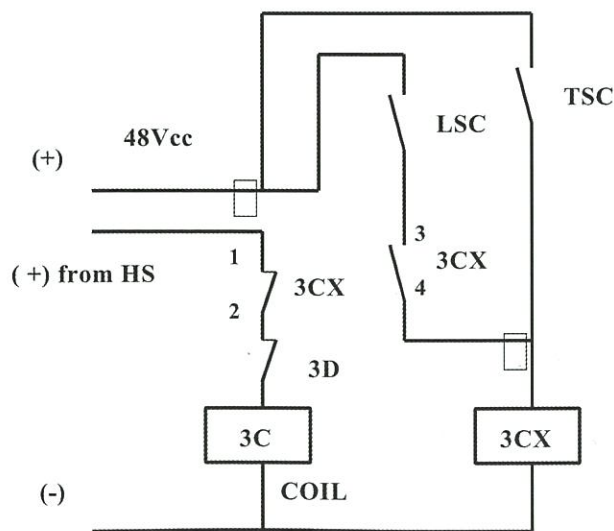 TSC
LSC
48Vcc
(+)
3
1
3CX
( +) from HS
3CX
4
2
3D
3C
3CX
(-)
COIL